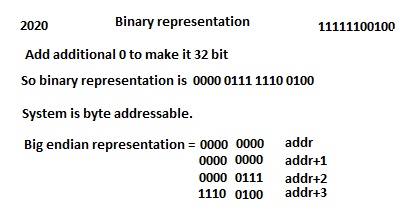 2020 Binary representation 11111100100
Add additional 0 to make it 32 bit
So binary representation is 0000 0111 1110 0100
System is byte addressable.
Big endian representation = 0000 0000 addr
0000 0000 addr+1
0000 0111 addr+2
1110 0100 addr+3